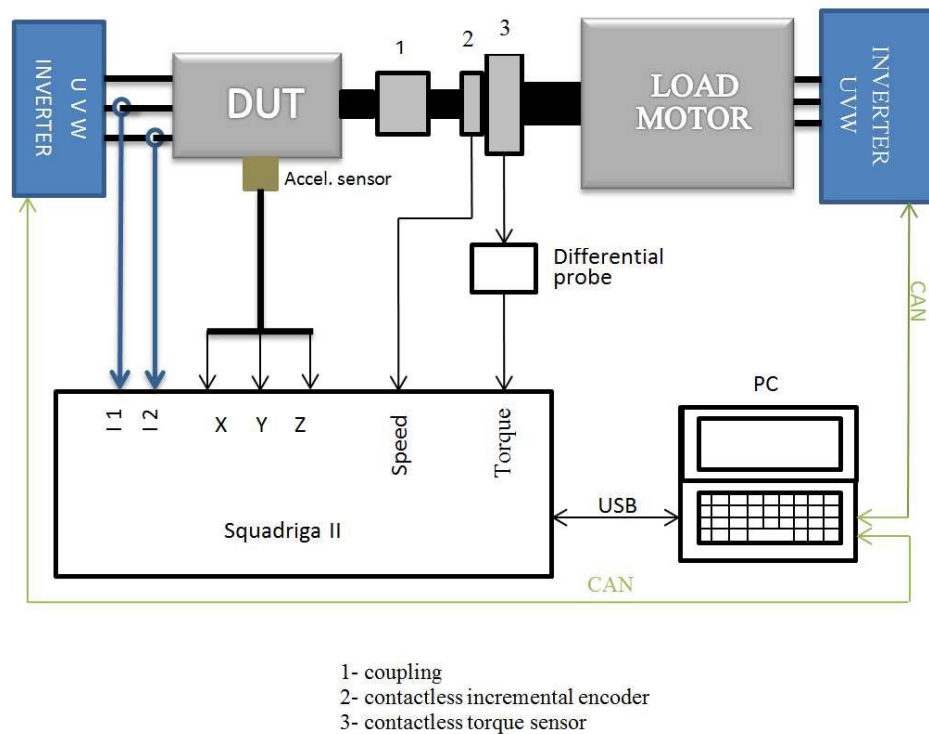 1
2
3
INVERTER
U V W
DUT
LOAD
MOTOR
INVERTER
UVW
Accel. sensor
Differential
probe
CAN
PC
I 1
I 2
X
Y
Z
Speed
Torque
USB
Squadriga II
CAN
1- coupling
2- contactless incremental encoder
3- contactless torque sensor